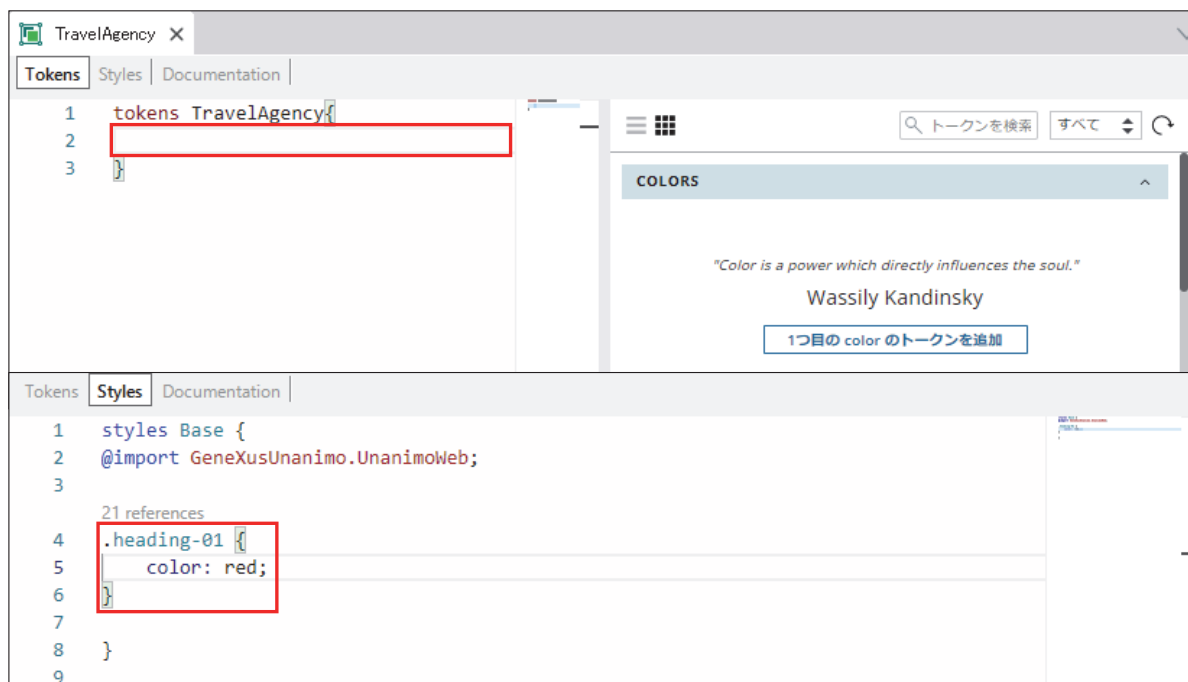 TravelAgency
Tokens Styles Documentation
1 tokens TravelAgency{
2
3 }
トークンを検索 すべて
COLORS
"Color is a power which directly influences the soul."
Wassily Kandinsky
1つ目の color のトークンを追加
Tokens Styles Documentation
1 styles Base {
2 @import GeneXusUnanimo.UnanimoWeb;
3
21 references
4 .heading-01 {
5 color: red;
6 }
7
8 }
9